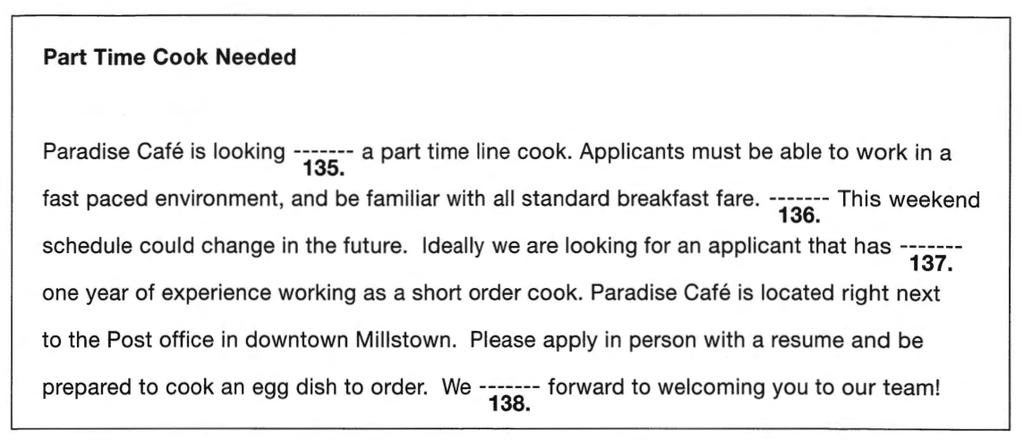 Part Time Cook Needed
Paradise Café is looking ------- a part time line cook. Applicants must be able to work in a
135.
fast paced environment, and be familiar with all standard breakfast fare. ------- This weekend
136.
schedule could change in the future. Ideally we are looking for an applicant that has -------
137.
one year of experience working as a short order cook. Paradise Café is located right next
to the Post office in downtown Millstown. Please apply in person with a resume and be
prepared to cook an egg dish to order. We ------- forward to welcoming you to our team!
138.